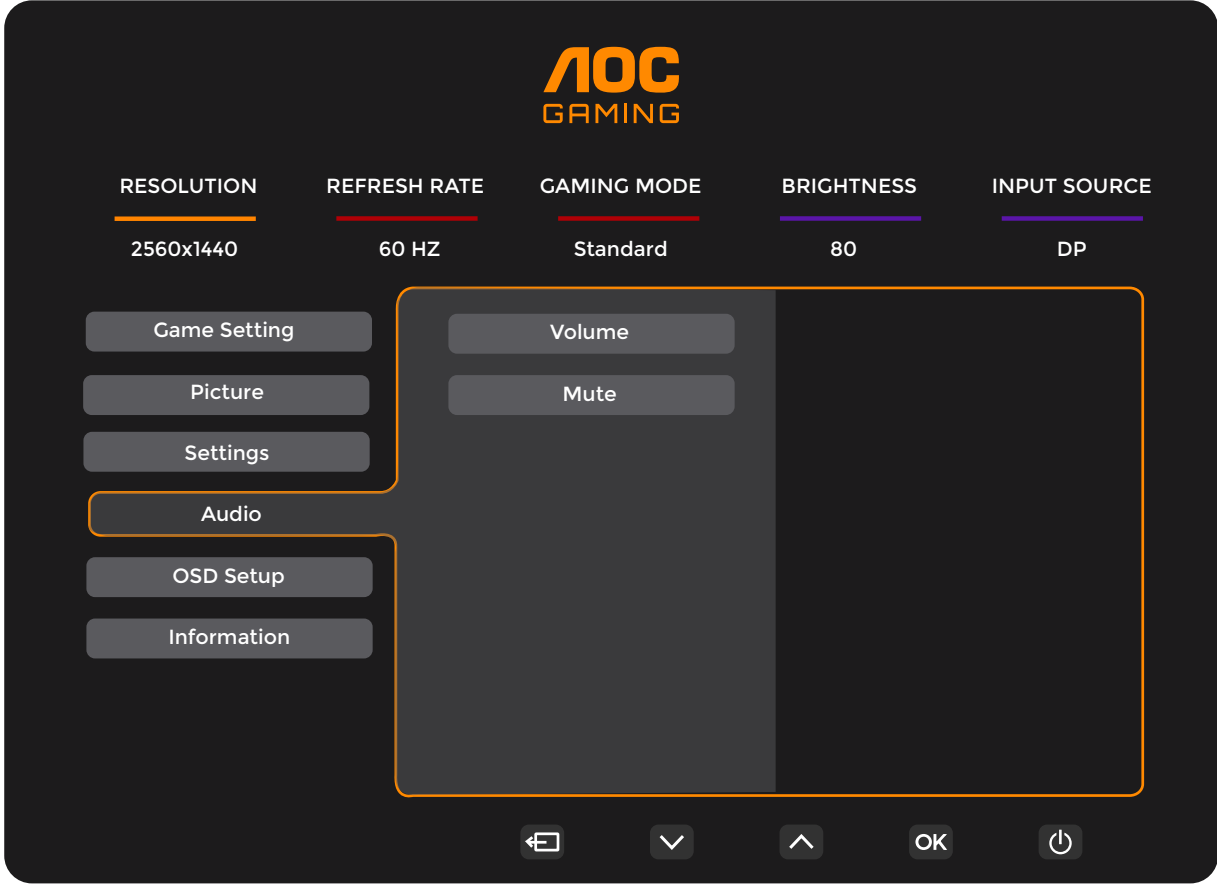 AOC
GAMING
RESOLUTION REFRESH RATE GAMING MODE BRIGHTNESS INPUT SOURCE
2560x1440 60 HZ Standard 80 DP
Game Setting Volume
Picture Mute
Settings
Audio
OSD Setup
Information
OK